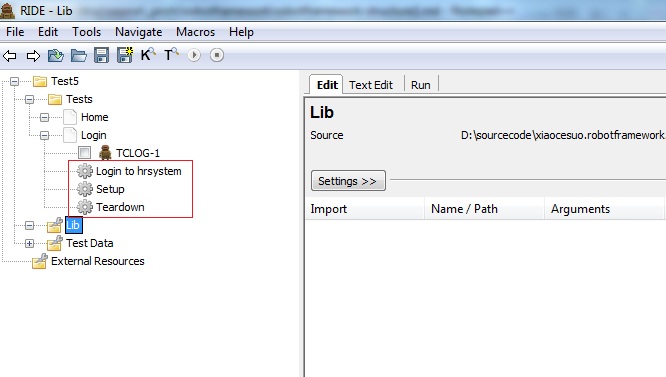 RIDE - Lib
File Edit Tools Navigate Macros Help
K T
Test5
Tests
Home
Login
TCLOG-1
Login to hrsystem
Setup
Teardown
Lib
Test Data
External Resources
Edit Text Edit Run
Lib
Source D:\sourcecode\xiaocesuo.robotframework.
Settings >>
Import Name / Path Arguments